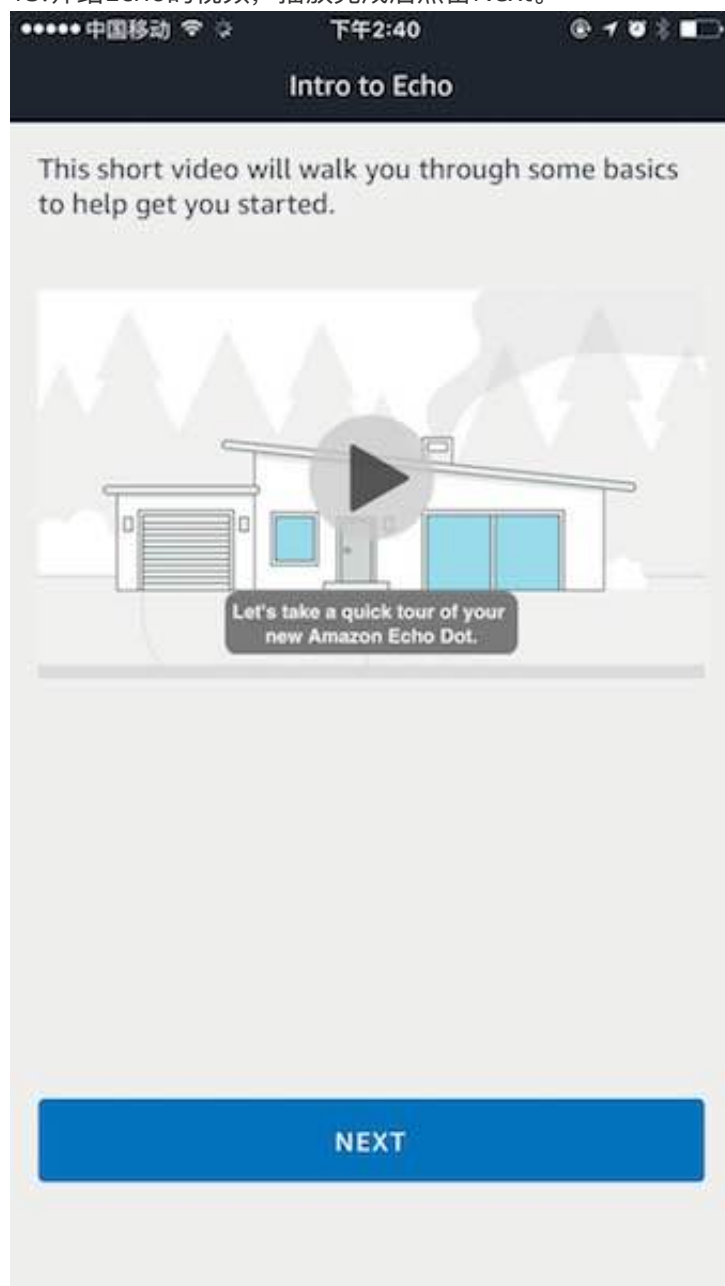 中国移动 下午2:40
Intro to Echo
This short video will walk you through some basics
to help get you started.
Let's take a quick tour of your
new Amazon Echo Dot.
NEXT